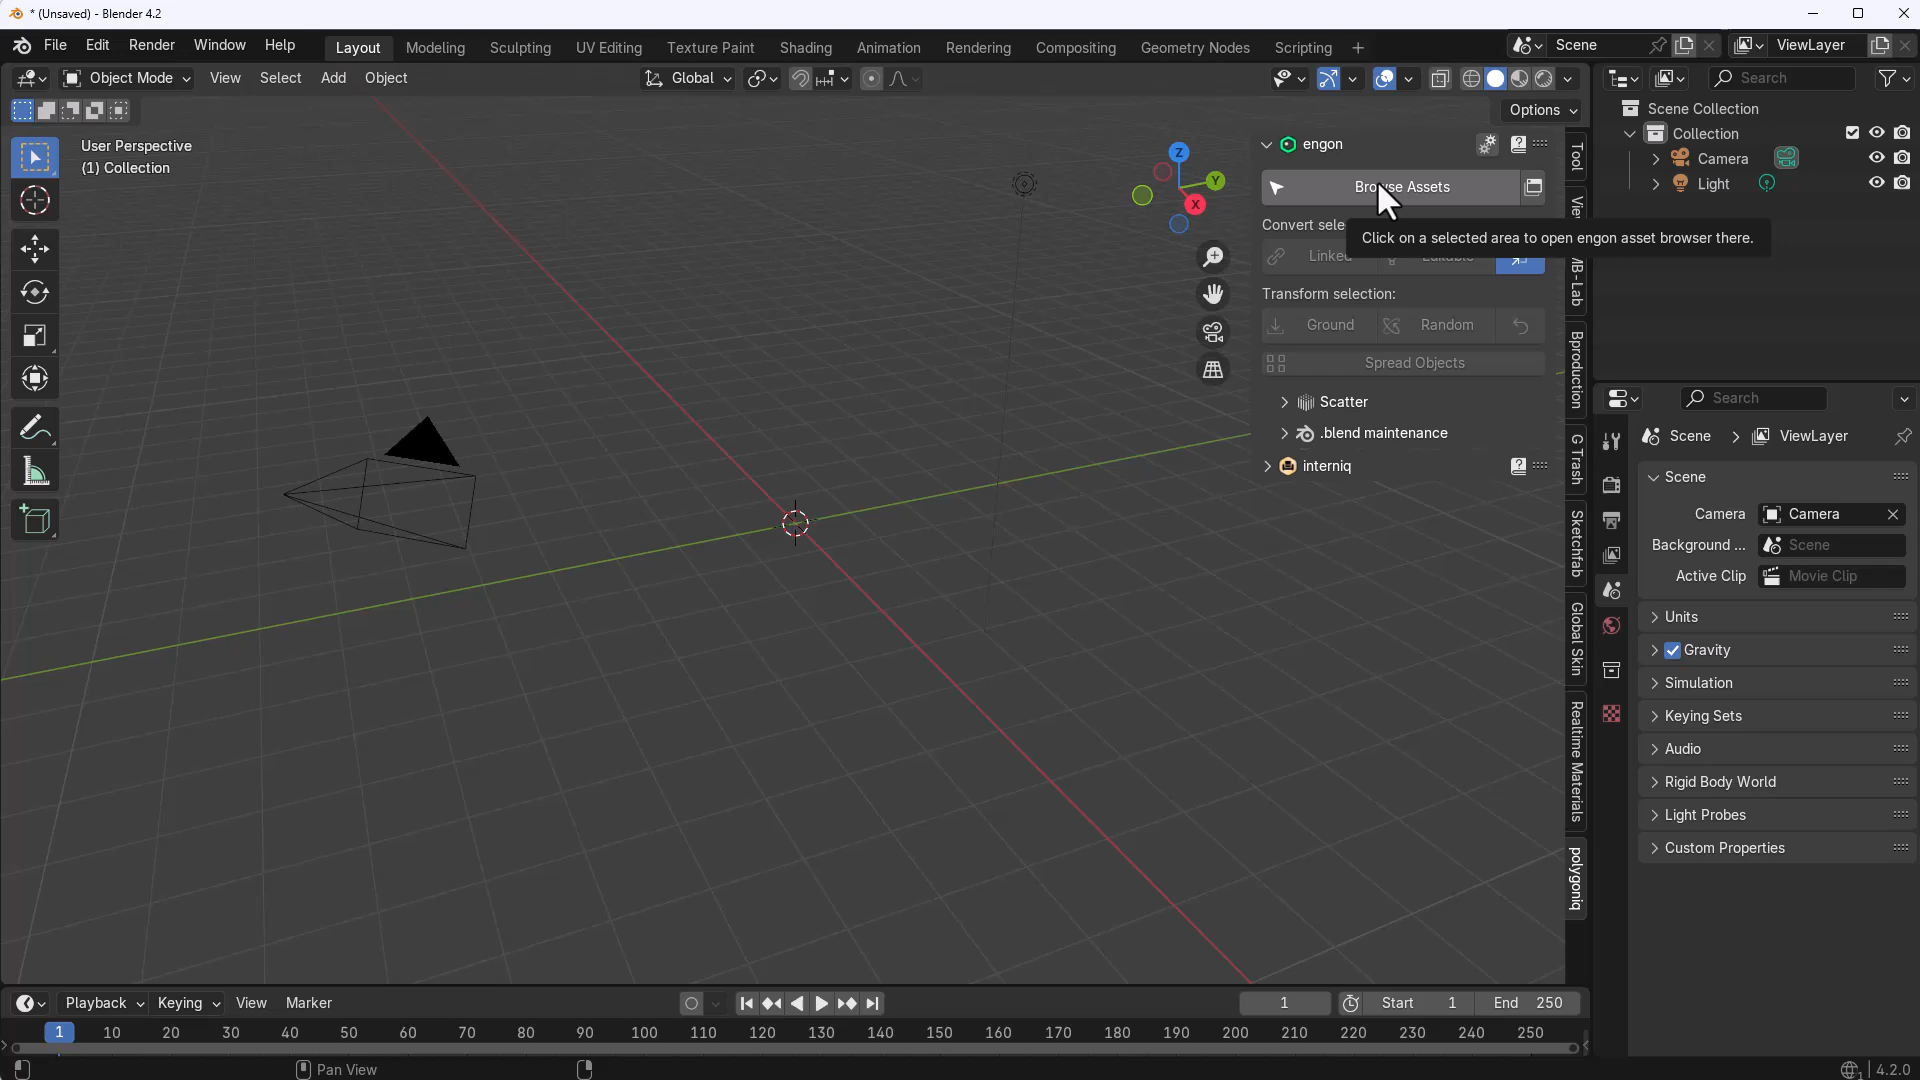 * (Unsaved) - Blender 4.2
File Edit Render Window Help
Layout Modeling Sculpting UV Editing Texture Paint Shading Animation Rendering Compositing Geometry Nodes Scripting
Scene
ViewLayer
Object Mode View Select Add Object
Global
Search
Options
User Perspective
(1) Collection
Z
Y
X
engon
Browse Assets
Click on a selected area to open engon asset browser there.
Convert sele
Linked
Transform selection:
Ground Random
Spread Objects
Scatter
.blend maintenance
interniq
Tool
MB-Lab
Bproduction
G Trash
Sketchfab
Global Skin
Realtime Materials
polygoniq
Scene Collection
Collection
Camera
Light
Search
Scene ViewLayer
Scene
Camera Camera
Background ... Scene
Active Clip Movie Clip
Units
Gravity
Simulation
Keying Sets
Audio
Rigid Body World
Light Probes
Custom Properties
Playback Keying View Marker
1
Start 1 End 250
1 10 20 30 40 50 60 70 80 90 100 110 120 130 140 150 160 170 180 190 200 210 220 230 240 250
Pan View
4.2.0